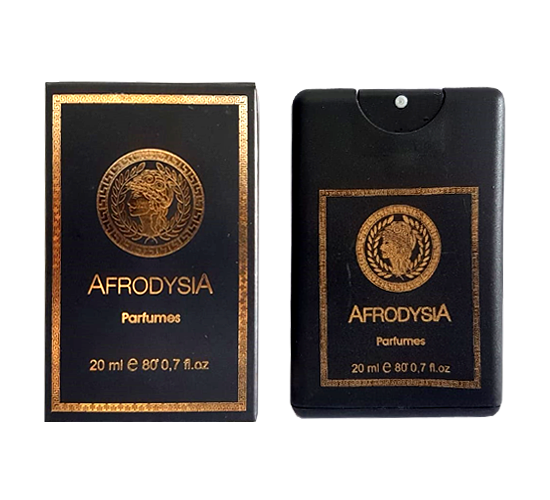 AFRODYSIA
Parfumes
20 ml e 80° 0,7 fl.oz
AFRODYSIA
Parfumes
20 ml e 80° 0,7 fl.oz